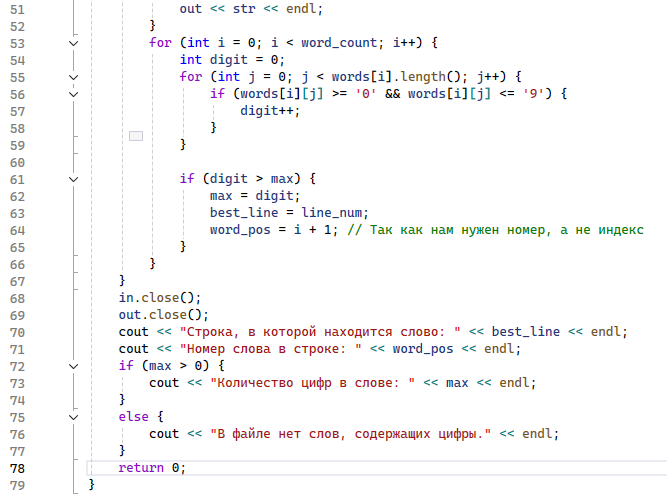 51 out << str << endl;
52 }
53 for (int i = 0; i < word_count; i++) {
54 int digit = 0;
55 for (int j = 0; j < words[i].length(); j++) {
56 if (words[i][j] >= '0' && words[i][j] <= '9') {
57 digit++;
58 }
59 }
60
61 if (digit > max) {
62 max = digit;
63 best_line = line_num;
64 word_pos = i + 1; // Так как нам нужен номер, а не индекс
65 }
66 }
67 }
68 in.close();
69 out.close();
70 cout << "Строка, в которой находится слово: " << best_line << endl;
71 cout << "Номер слова в строке: " << word_pos << endl;
72 if (max > 0) {
73 cout << "Количество цифр в слове: " << max << endl;
74 }
75 else {
76 cout << "В файле нет слов, содержащих цифры." << endl;
77 }
78 return 0;
79 }